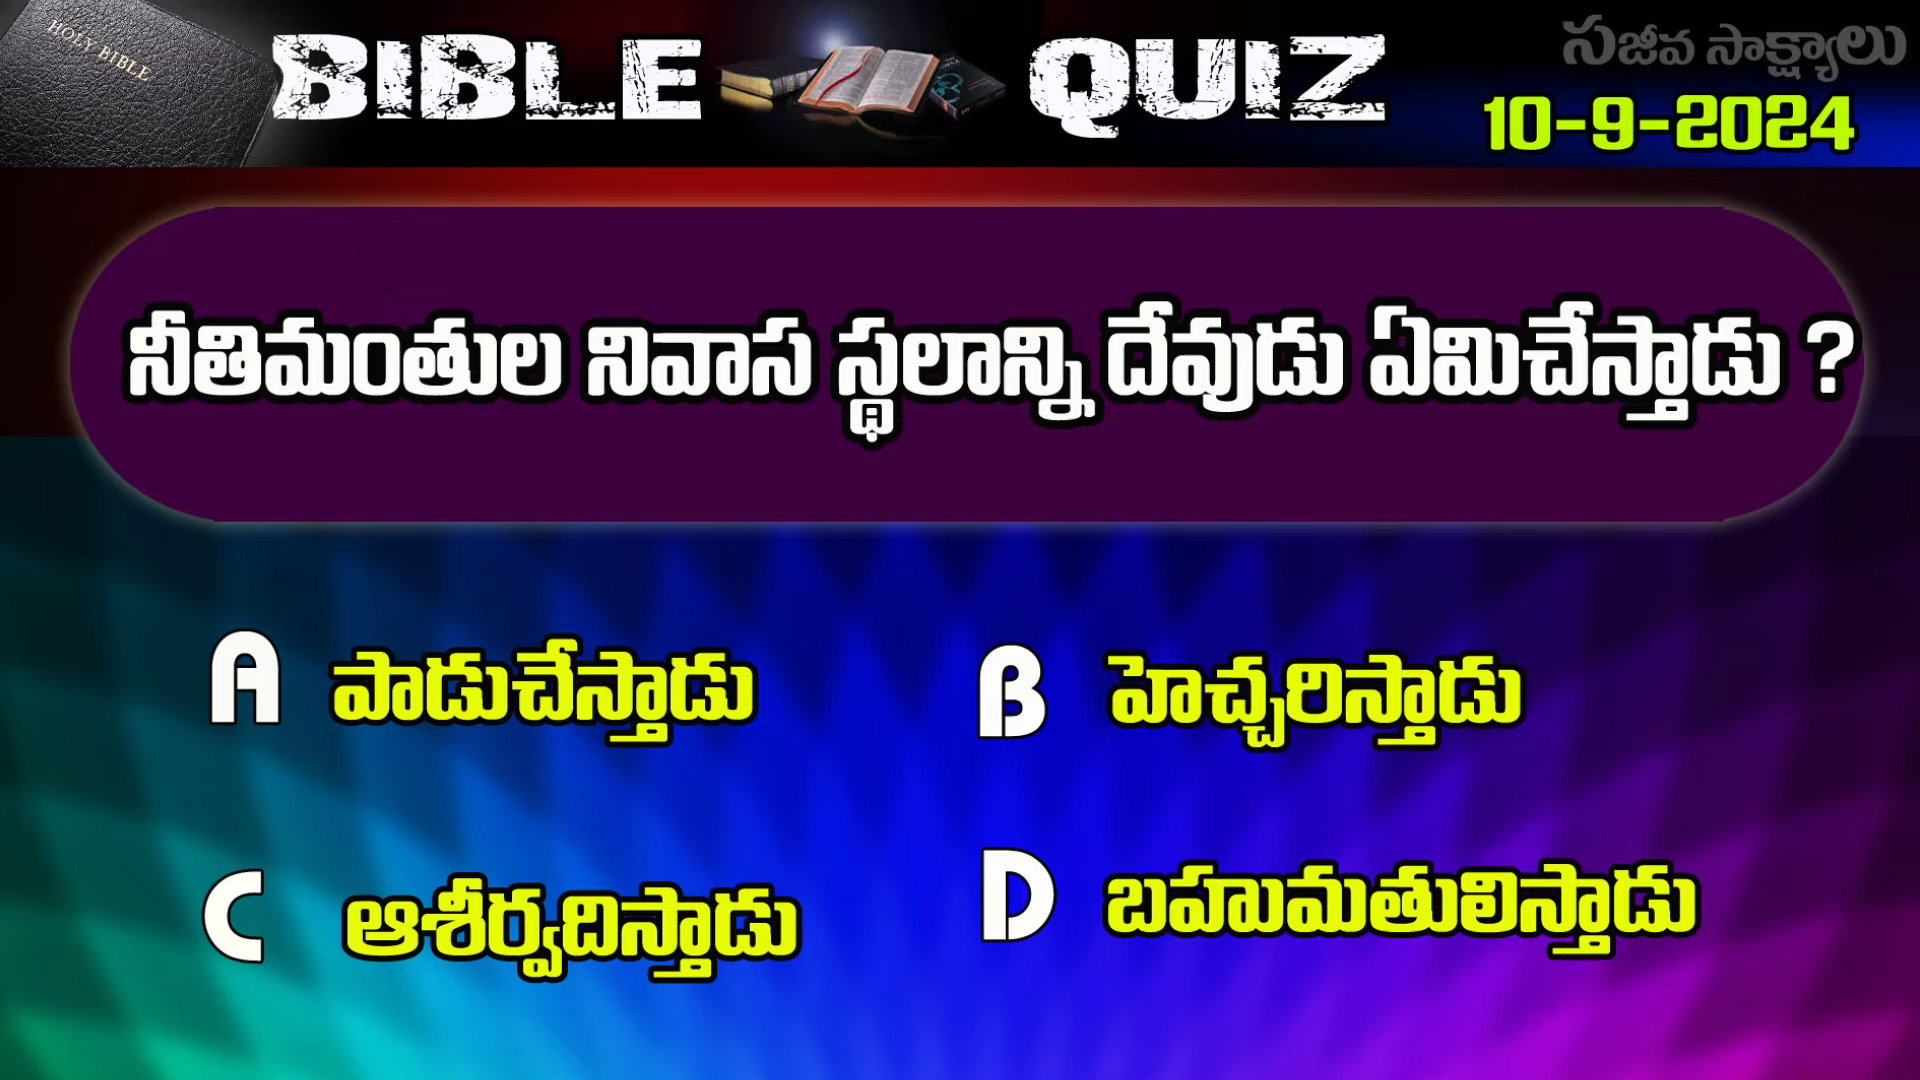 HOLY BIBLE
BIBLE QUIZ
సజీవ సాక్ష్యాలు
10-9-2024
నీతిమంతుల నివాస స్థలాన్ని దేవుడు ఏమిచేస్తాడు ?
A పాడుచేస్తాడు
B హెచ్చరిస్తాడు
C ఆశీర్వదిస్తాడు
D బహుమతులిస్తాడు